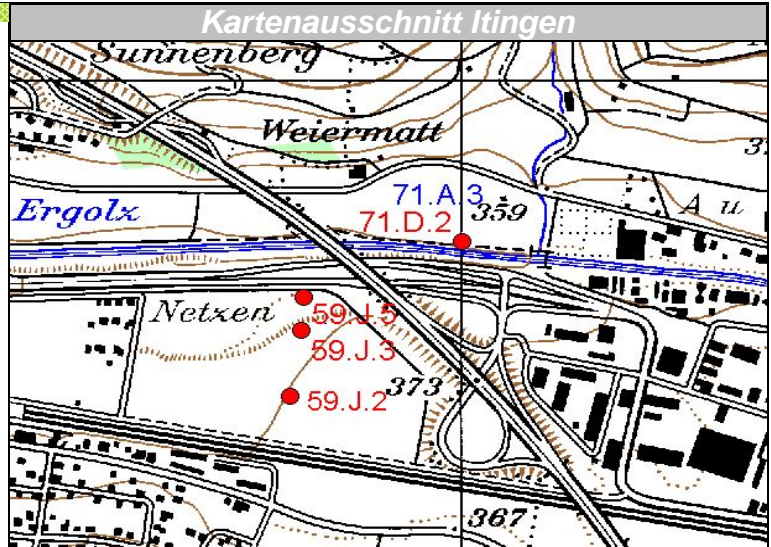 Kartenausschnitt Itingen
Sunnenberg
Weiermatt
71.A.3
Ergolz
359
A u
71.D.2
Netzen
59.J.5
59.J.3
59.J.2
373
367